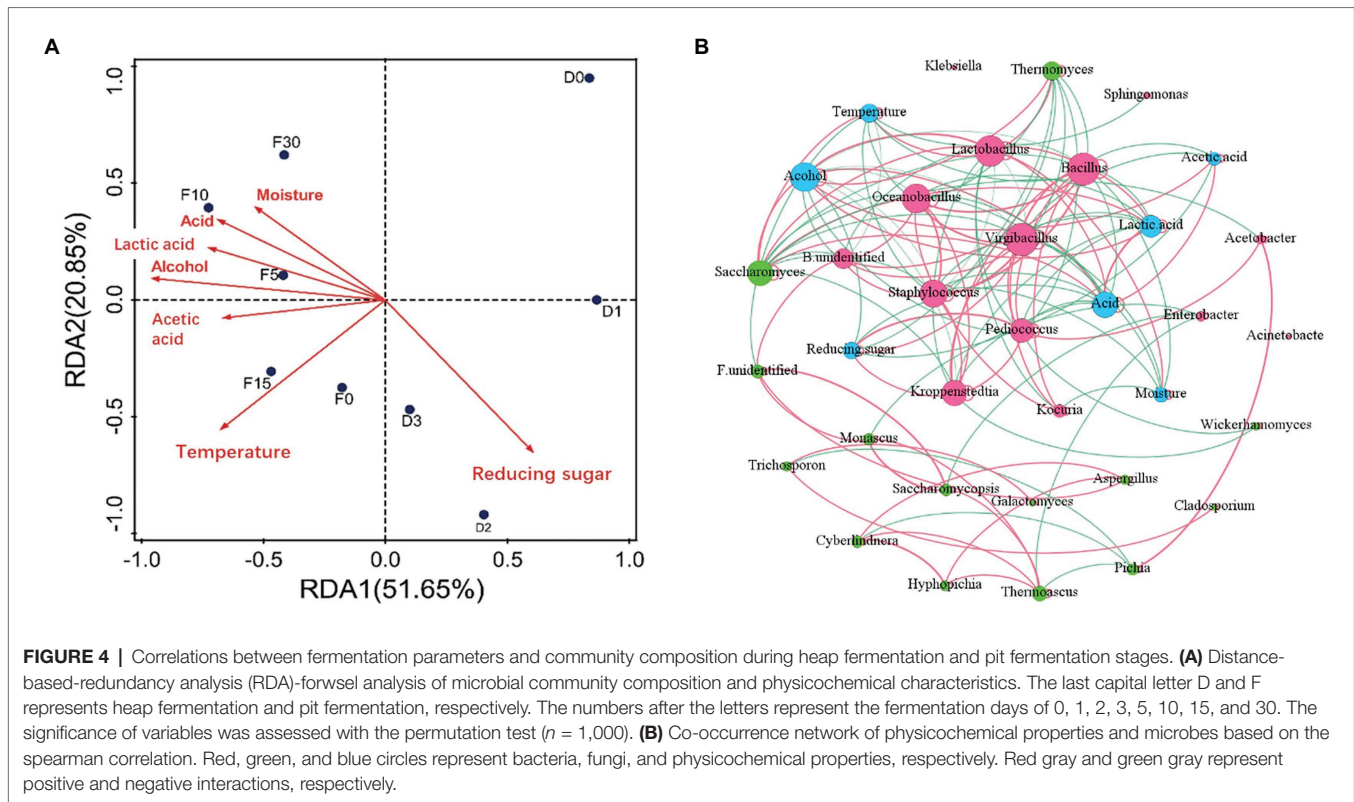 A
1.0
0.5
0.0
-0.5
-1.0
RDA2(20.85%)
D0
F30
F10
Moisture
Acid
Lactic acid
F5
Alcohol
Acetic
acid
D1
F15
F0
D3
Temperature
Reducing sugar
D2
-1.0
-0.5
0.0
0.5
1.0
RDA1(51.65%)
B
Klebsiella
Thermomyces
Sphingomonas
Temperature
Lactobacillus
Acetic acid
Bacillus
Acohol
Oceanobacillus
Lactic acid
Virgibacillus
Acetobacter
B.unidentified
Saccharomyces
Staphylococcus
Acid
Enterobacter
Pediococcus
Acinetobacte
Reducing sugar
F.unidentified
Kroppenstedtia
Moisture
Kocuria
Wickerhamomyces
Monascus
Trichosporon
Aspergillus
Saccharomycopsis
Galactomyces
Cladosporium
Cyberlindnera
Pichia
Hyphopichia
Thermoascus
FIGURE 4 | Correlations between fermentation parameters and community composition during heap fermentation and pit fermentation stages. (A) Distance-
based-redundancy analysis (RDA)-forwsel analysis of microbial community composition and physicochemical characteristics. The last capital letter D and F
represents heap fermentation and pit fermentation, respectively. The numbers after the letters represent the fermentation days of 0, 1, 2, 3, 5, 10, 15, and 30. The
significance of variables was assessed with the permutation test (n = 1,000). (B) Co-occurrence network of physicochemical properties and microbes based on the
spearman correlation. Red, green, and blue circles represent bacteria, fungi, and physicochemical properties, respectively. Red gray and green gray represent
positive and negative interactions, respectively.